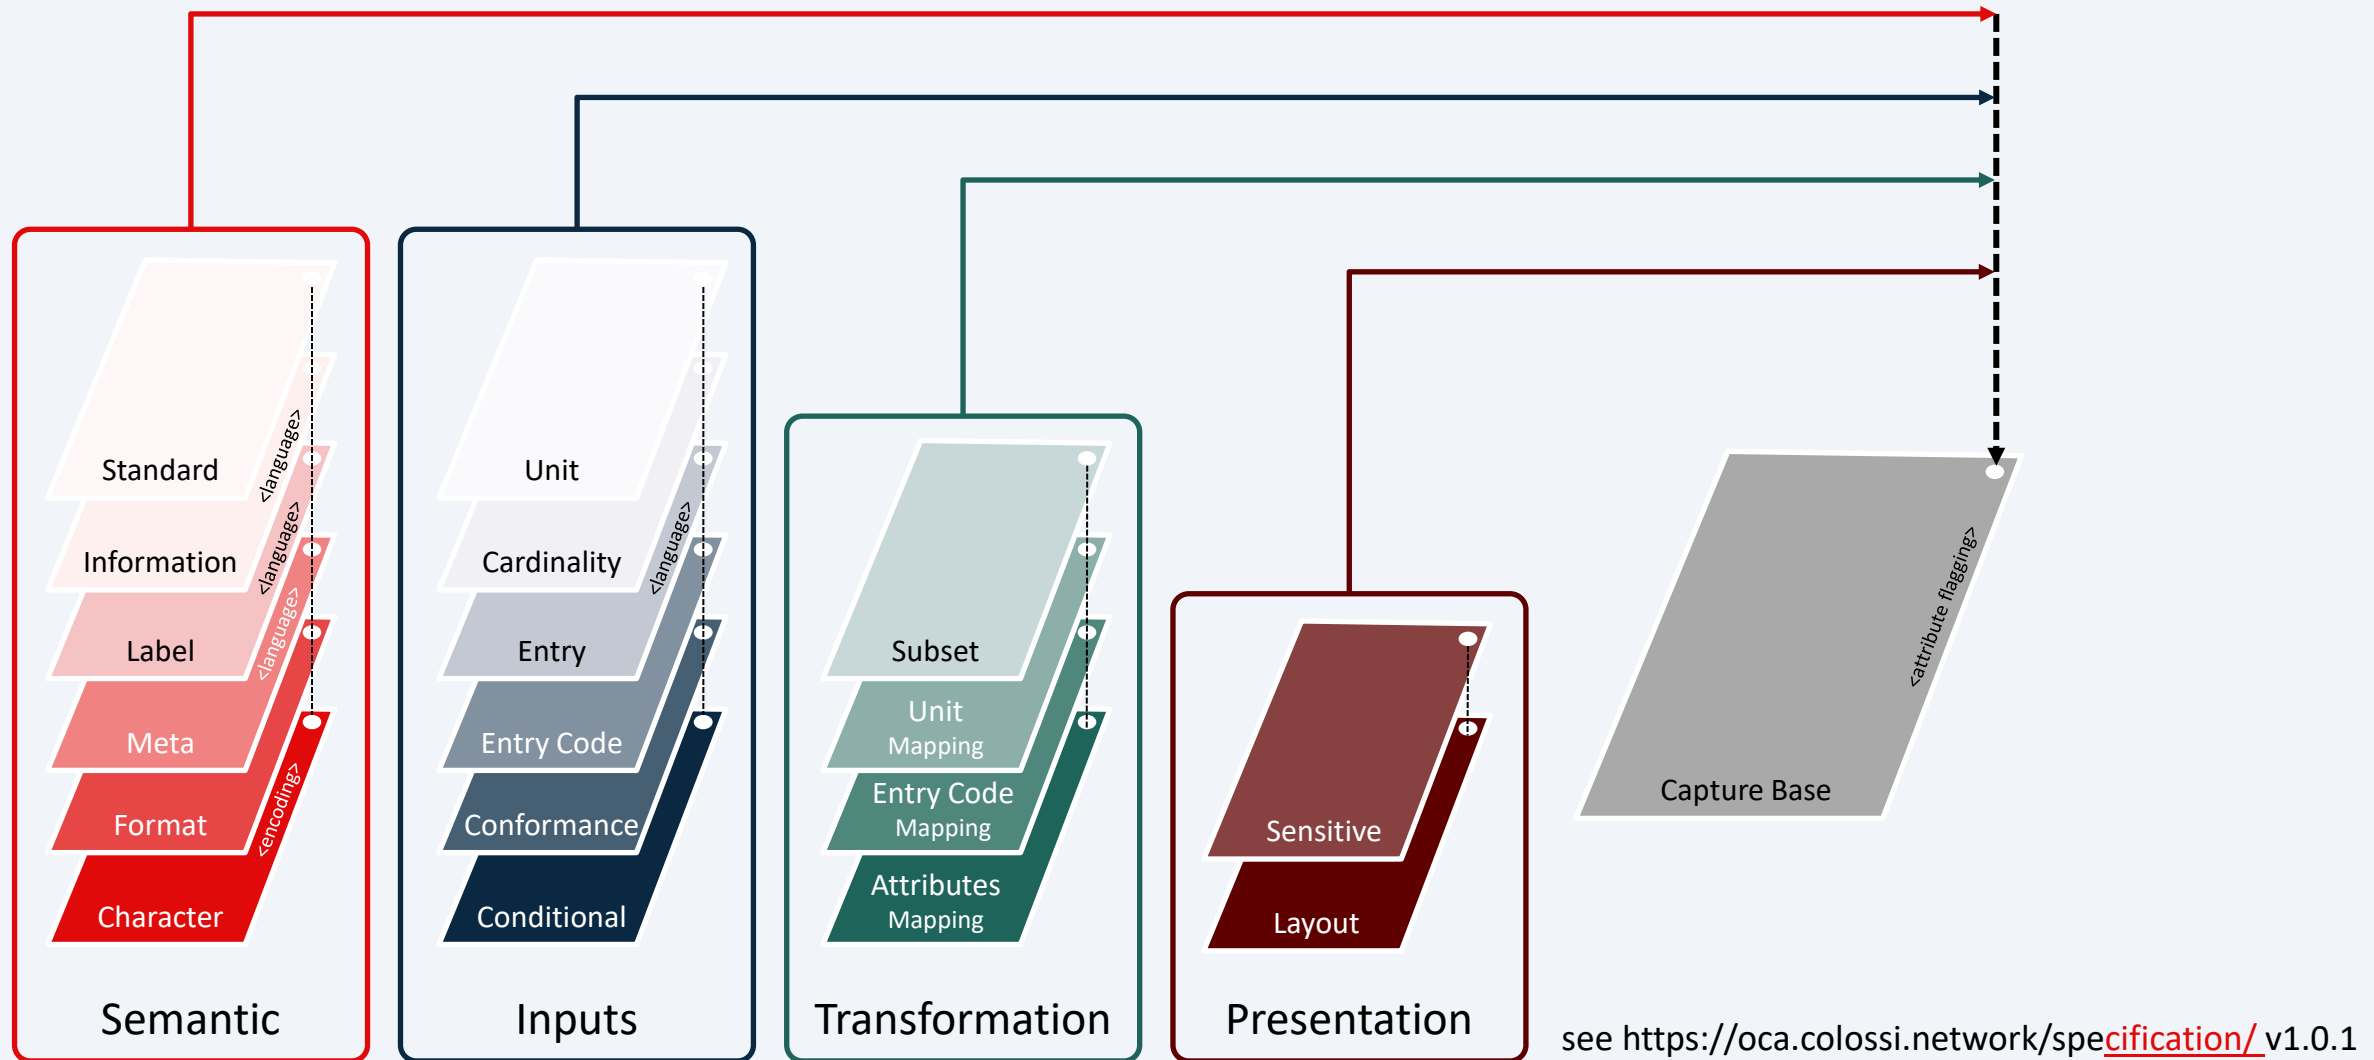 Standard
<language>
Information
<language>
Label
<language>
Meta
Format
<encoding>
Character
Semantic
Unit
Cardinality
<language>
Entry
Entry Code
Conformance
Conditional
Inputs
Subset
Unit
Mapping
Entry Code
Mapping
Attributes
Mapping
Transformation
Sensitive
Layout
Presentation
<attribute flagging>
Capture Base
see https://oca.colossi.network/specification/ v1.0.1